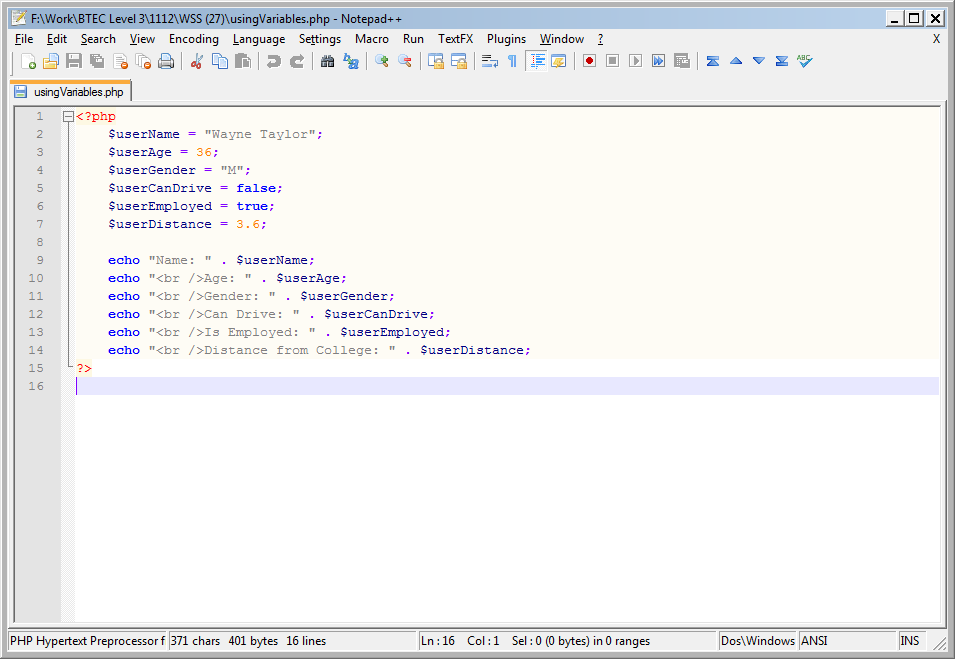 F:\Work\BTEC Level 3\1112\WSS (27)\usingVariables.php - Notepad++
File Edit Search View Encoding Language Settings Macro Run TextFX Plugins Window ? X
ABC
usingVariables.php
1 <?php
2 $userName = "Wayne Taylor";
3 $userAge = 36;
4 $userGender = "M";
5 $userCanDrive = false;
6 $userEmployed = true;
7 $userDistance = 3.6;
8
9 echo "Name: " . $userName;
10 echo "<br />Age: " . $userAge;
11 echo "<br />Gender: " . $userGender;
12 echo "<br />Can Drive: " . $userCanDrive;
13 echo "<br />Is Employed: " . $userEmployed;
14 echo "<br />Distance from College: " . $userDistance;
15 ?>
16
PHP Hypertext Preprocessor f 371 chars 401 bytes 16 lines Ln : 16 Col : 1 Sel : 0 (0 bytes) in 0 ranges Dos\Windows ANSI INS